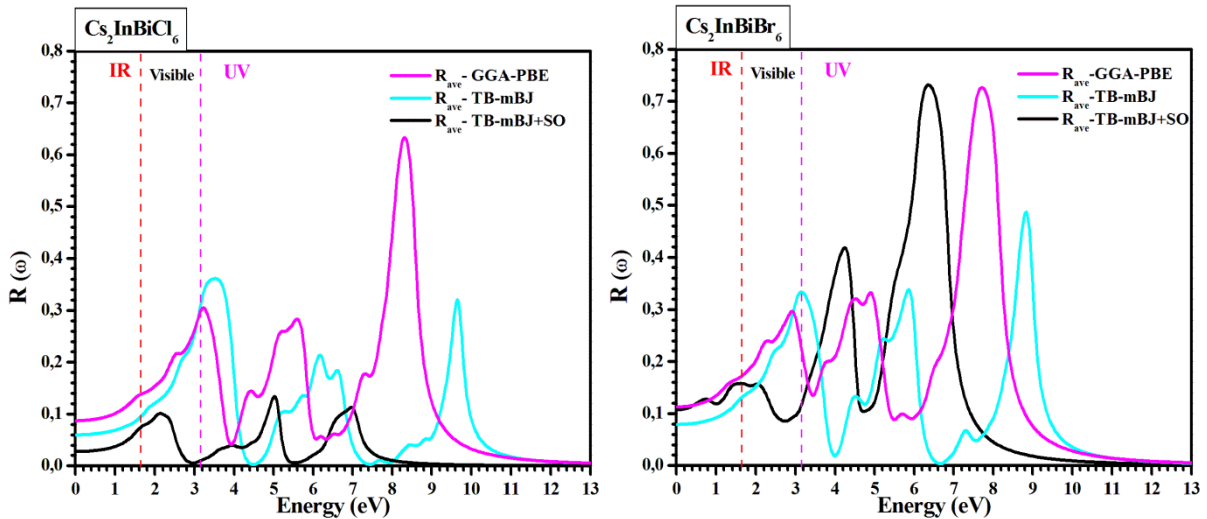 Cs2InBiCl6
0,8
0,7
0,6
0,5
0,4
0,3
0,2
0,1
0,0
R (ω)
IR
Visible
UV
Rave- GGA-PBE
Rave- TB-mBJ
Rave- TB-mBJ+SO
0 1 2 3 4 5 6 7 8 9 10 11 12 13
Energy (eV)
Cs2InBiBr6
0,8
0,7
0,6
0,5
0,4
0,3
0,2
0,1
0,0
R (ω)
IR
Visible
UV
Rave-GGA-PBE
Rave-TB-mBJ
Rave-TB-mBJ+SO
0 1 2 3 4 5 6 7 8 9 10 11 12 13
Energy (eV)